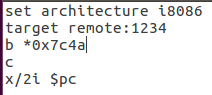 set architecture i8086
target remote:1234
b *0x7c4a
c
x/2i $pc